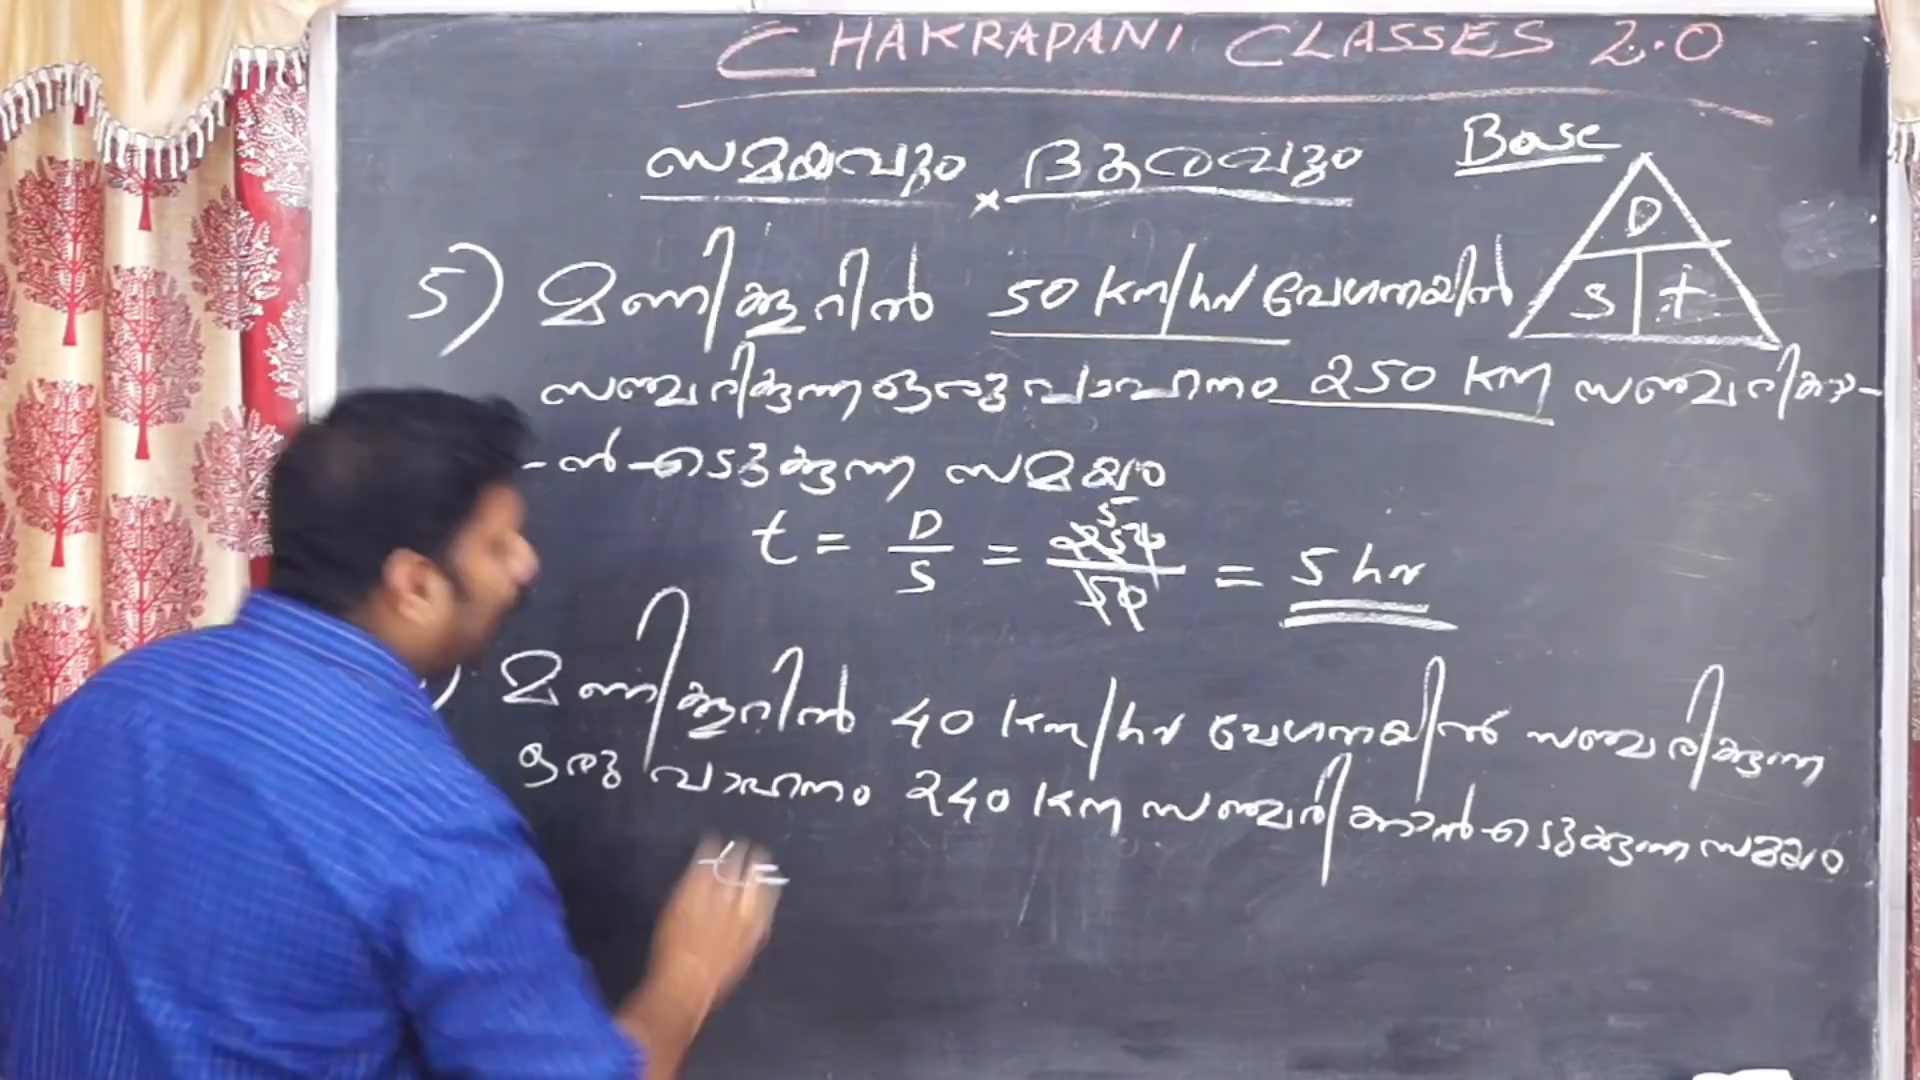 CHAKRAPANI CLASSES 2.0
സമയവും ദൂരവും
Base
D
S t
5) മണിക്കൂറിൽ 50 Km/hr വേഗതയിൽ
സഞ്ചരിക്കുന്ന ഒരു വാഹനം 250 KM സഞ്ചരിക്കാ-
-ൻ എടുക്കുന്ന സമയം
t = D/S = 250/50 5 = 5 hr
) മണിക്കൂറിൽ 40 Km/hr വേഗതയിൽ സഞ്ചരിക്കുന്ന
ഒരു വാഹനം 240 KM സഞ്ചരിക്കാൻ എടുക്കുന്ന സമയം
t =